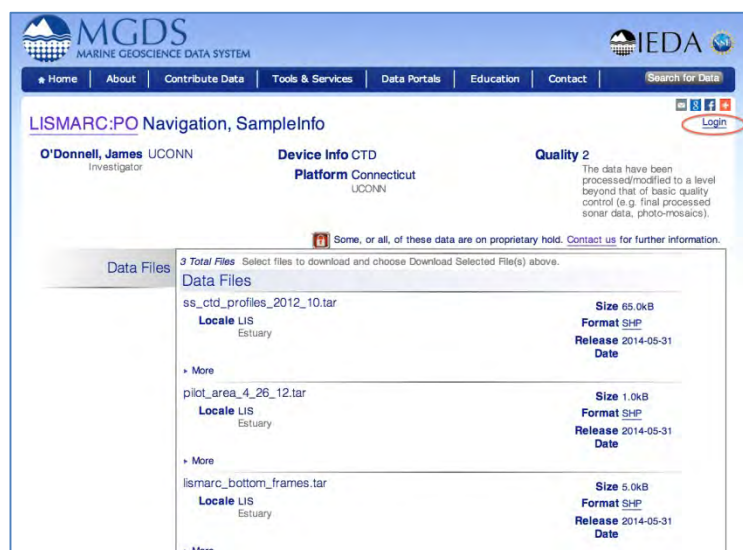 MGDS
MARINE GEOSCIENCE DATA SYSTEM
IEDA
Home About Contribute Data Tools & Services Data Portals Education Contact Search for Data
Login
LISMARC:PO Navigation, SampleInfo
O'Donnell, James UCONN
Investigator
Device Info CTD
Platform Connecticut
UCONN
Quality 2
The data have been
processed/modified to a level
beyond that of basic quality
control (e.g. final processed
sonar data, photo-mosaics).
Some, or all, of these data are on proprietary hold. Contact us for further information.
Data Files
3 Total Files Select files to download and choose Download Selected File(s) above.
Data Files
ss_ctd_profiles_2012_10.tar
Locale LIS
Estuary
Size 65.0kB
Format SHP
Release 2014-05-31
Date
More
pilot_area_4_26_12.tar
Locale LIS
Estuary
Size 1.0kB
Format SHP
Release 2014-05-31
Date
More
lismarc_bottom_frames.tar
Locale LIS
Estuary
Size 5.0kB
Format SHP
Release 2014-05-31
Date
More